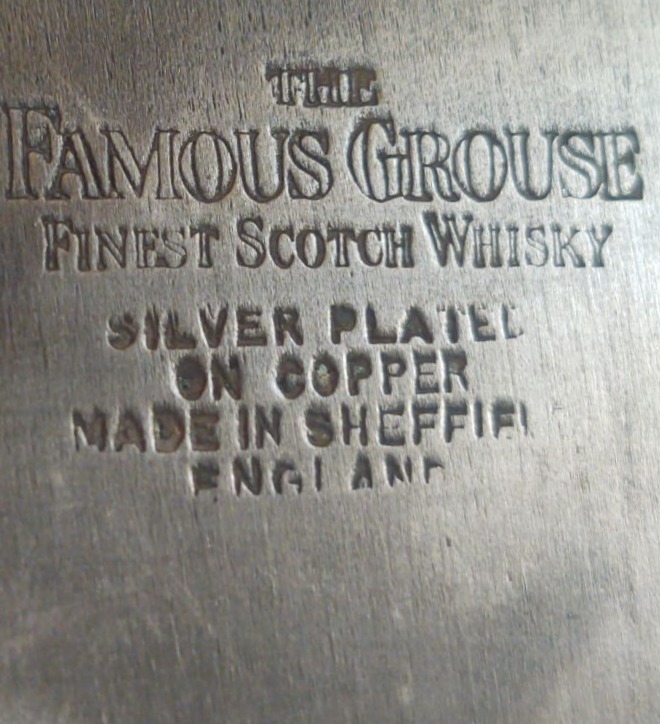 THE
FAMOUS GROUSE
FINEST SCOTCH WHISKY
SILVER PLATED
ON COPPER
MADE IN SHEFFIEL
ENGLAND